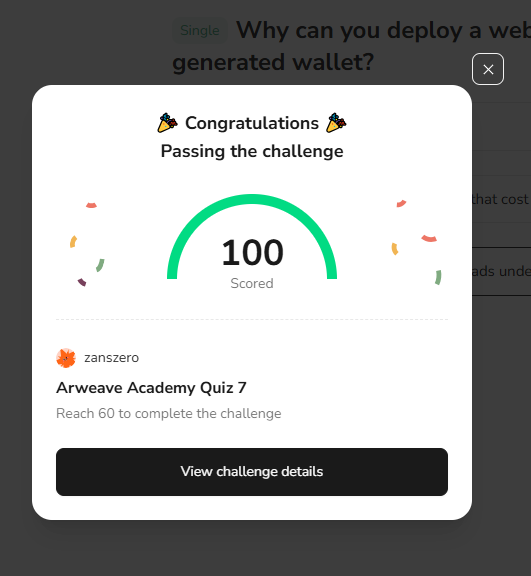 Single Why can you deploy a web
generated wallet?
that cost
ads unde
Congratulations
Passing the challenge
100
Scored
zanszero
Arweave Academy Quiz 7
Reach 60 to complete the challenge
View challenge details